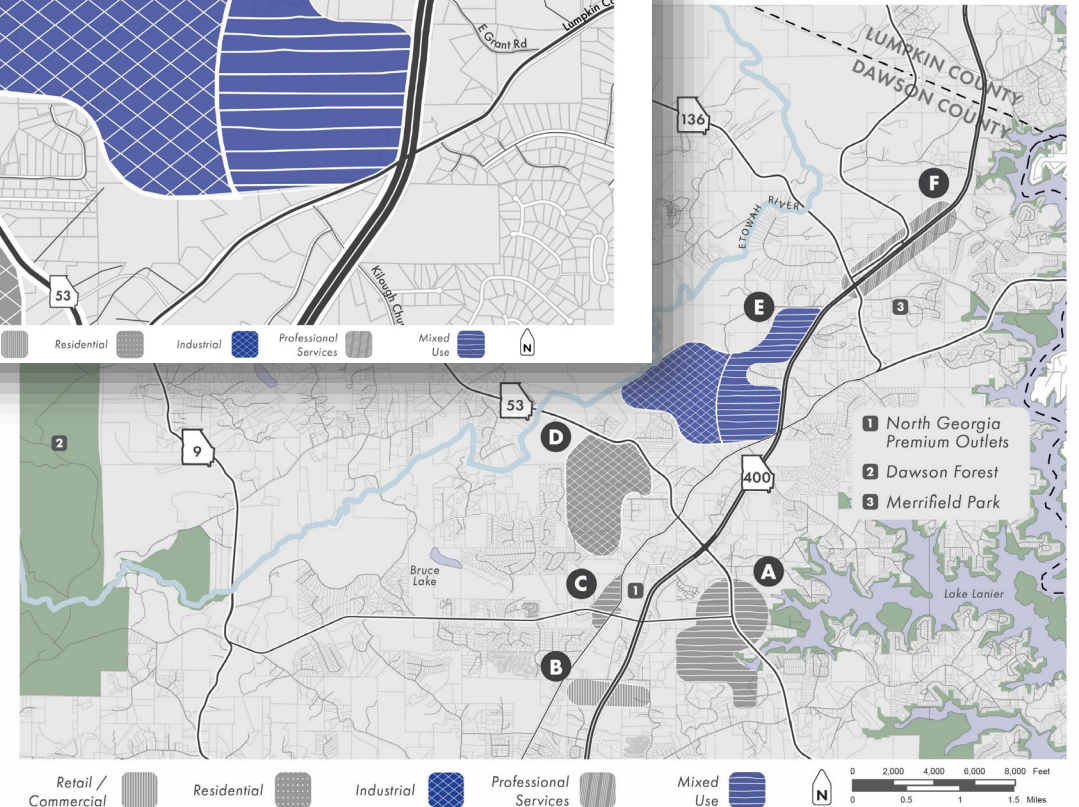 E Grant Rd
Lumpkin Co
Kilough Chu
53
Residential
Industrial
Professional
Services
Mixed
Use
N
LUMPKIN COUNTY
DAWSON COUNTY
136
F
ETOWAH RIVER
E
3
2
9
53
D
400
1 North Georgia
Premium Outlets
2 Dawson Forest
3 Merrifield Park
Bruce
Lake
C
1
A
Lake Lanier
B
Retail /
Commercial
Residential
Industrial
Professional
Services
Mixed
Use
N
0 2,000 4,000 6,000 8,000 Feet
0 0.5 1.5 Miles